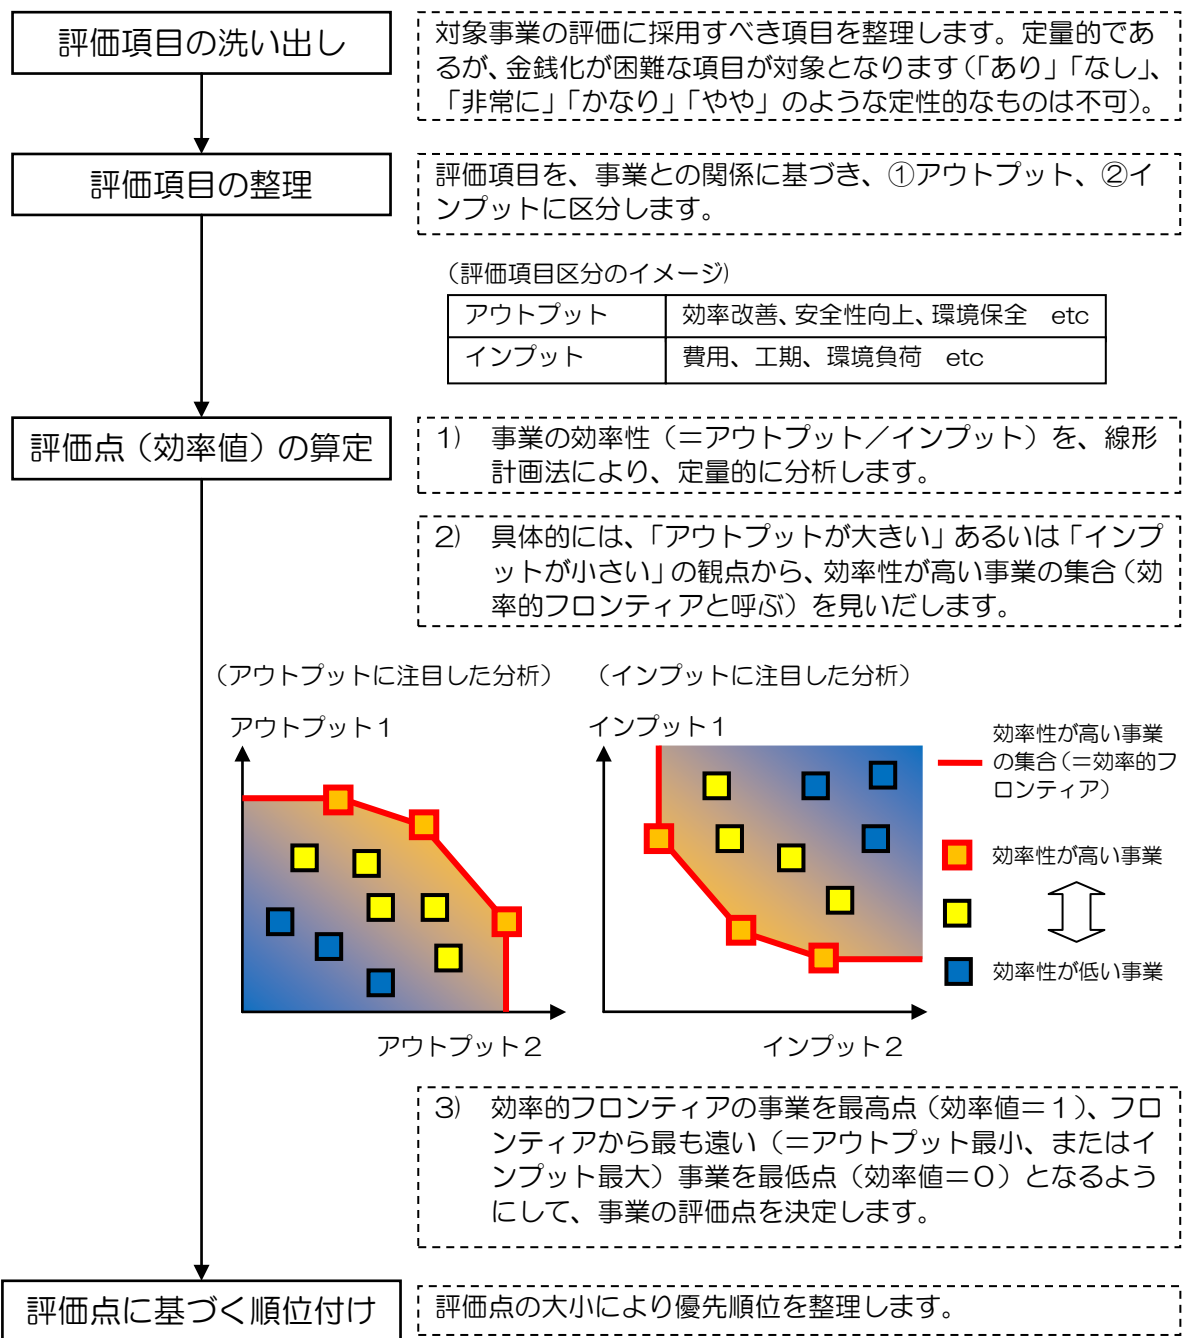 評価項目の洗い出し
対象事業の評価に採用すべき項目を整理します。定量的であ
るが、金銭化が困難な項目が対象となります（「あり」「なし」、
「非常に」「かなり」「やや」のような定性的なものは不可）。
評価項目の整理
評価項目を、事業との関係に基づき、①アウトプット、②イ
ンプットに区分します。
（評価項目区分のイメージ）
アウトプット　効率改善、安全性向上、環境保全　etc
インプット　費用、工期、環境負荷　etc
評価点（効率値）の算定
1)　事業の効率性（＝アウトプット／インプット）を、線形
計画法により、定量的に分析します。
2)　具体的には、「アウトプットが大きい」あるいは「インプ
ットが小さい」の観点から、効率性が高い事業の集合（効
率的フロンティアと呼ぶ）を見いだします。
（アウトプットに注目した分析）　（インプットに注目した分析）
アウトプット１
アウトプット２
インプット１
インプット２
効率性が高い事業
の集合（＝効率的フ
ロンティア）
効率性が高い事業
効率性が低い事業
3)　効率的フロンティアの事業を最高点（効率値＝１）、フロ
ンティアから最も遠い（＝アウトプット最小、またはイ
ンプット最大）事業を最低点（効率値＝０）となるよう
にして、事業の評価点を決定します。
評価点に基づく順位付け
評価点の大小により優先順位を整理します。